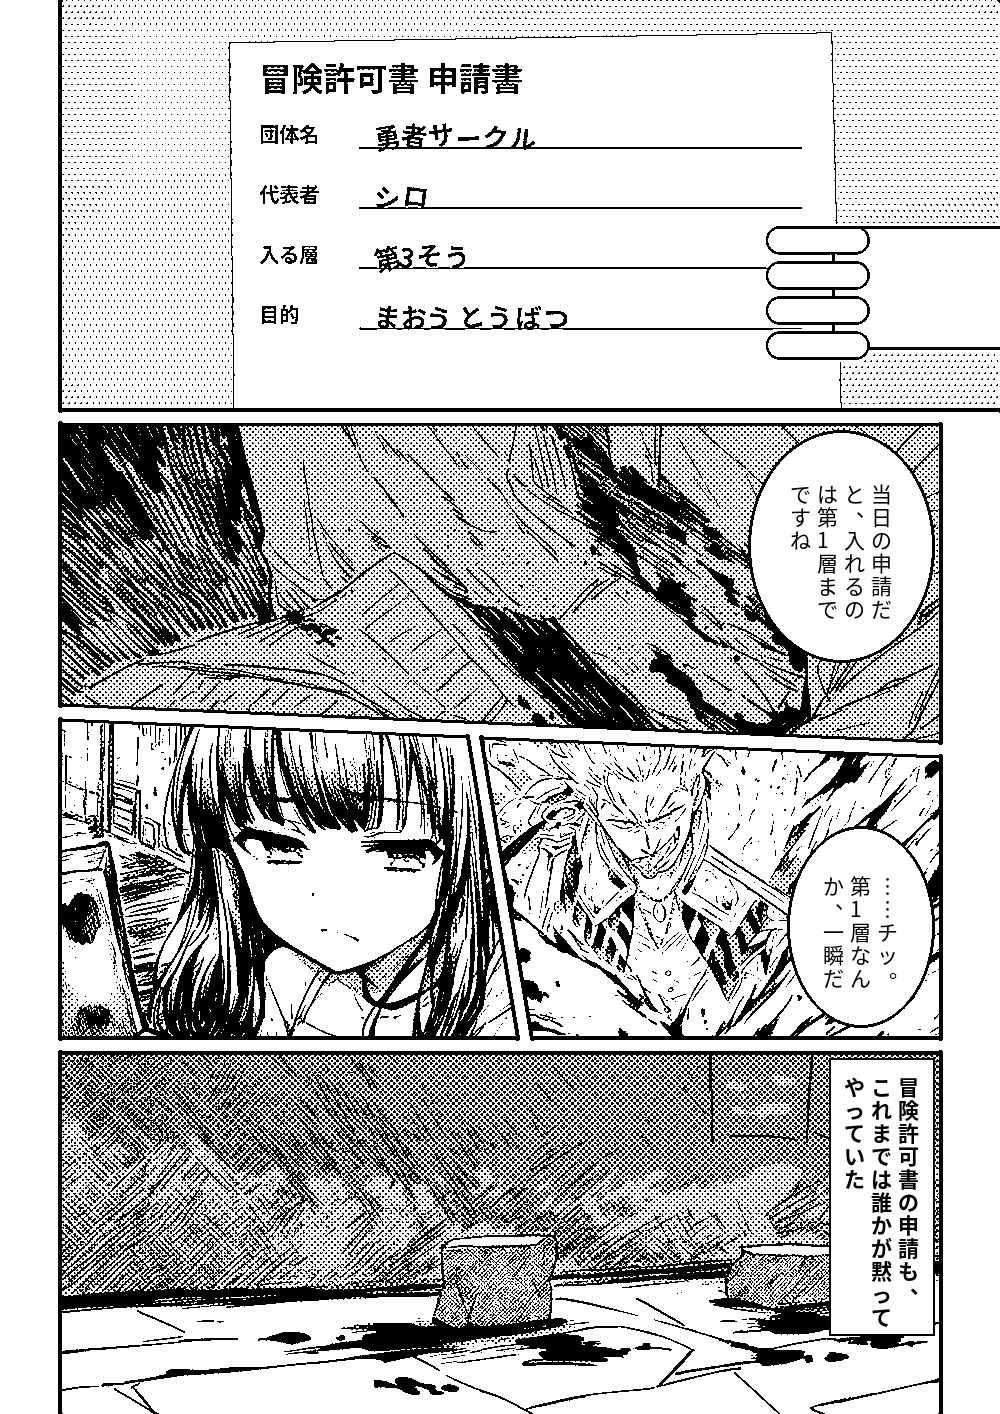 冒険許可書 申請書
団体名 勇者サークル
代表者 シロ
入る層 第3そう
目的 まおう とうばつ
当日の申請だ
と、入れるの
は第1層まで
ですね
……チッ。
第1層なん
か、一瞬だ
冒険許可書の申請も、
これまでは誰かが黙って
やっていた